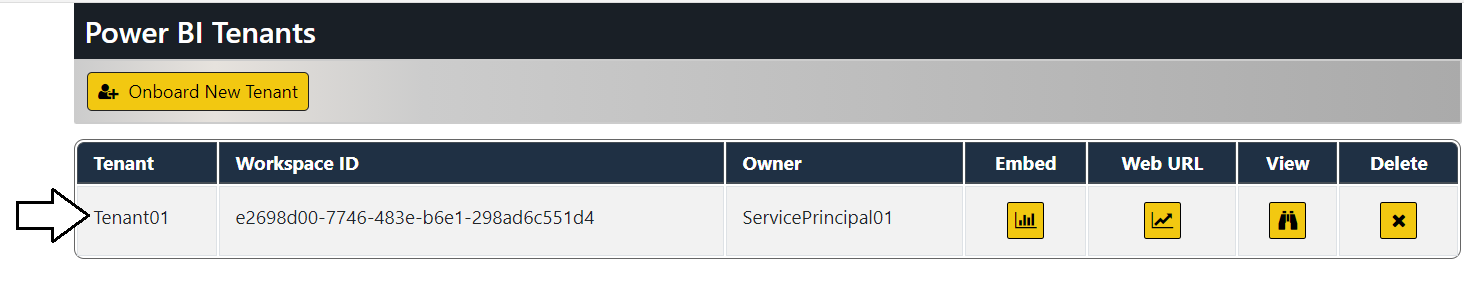 Power BI Tenants
Onboard New Tenant
Tenant Workspace ID Owner Embed Web URL View Delete
Tenant01 e2698d00-7746-483e-b6e1-298ad6c551d4 ServicePrincipal01